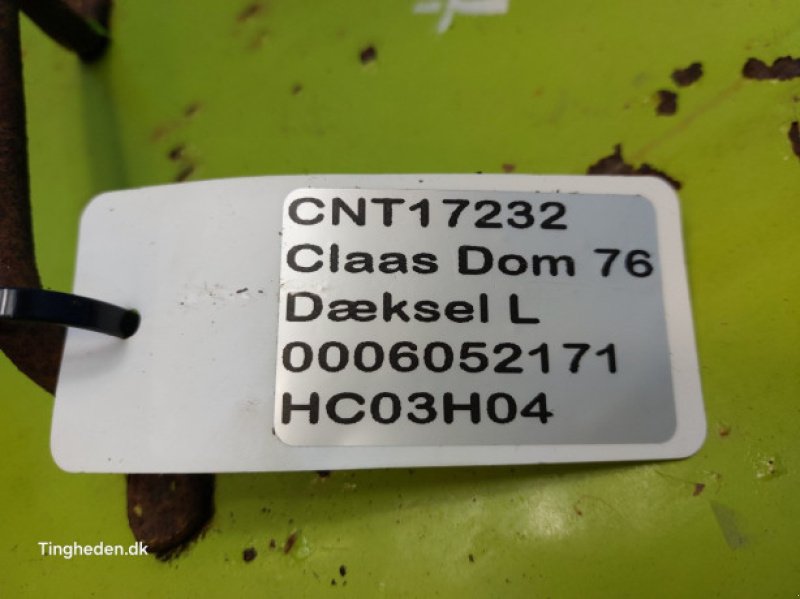 CNT17232
Claas Dom 76
Dæksel L
0006052171
HC03H04
Tingheden.dk